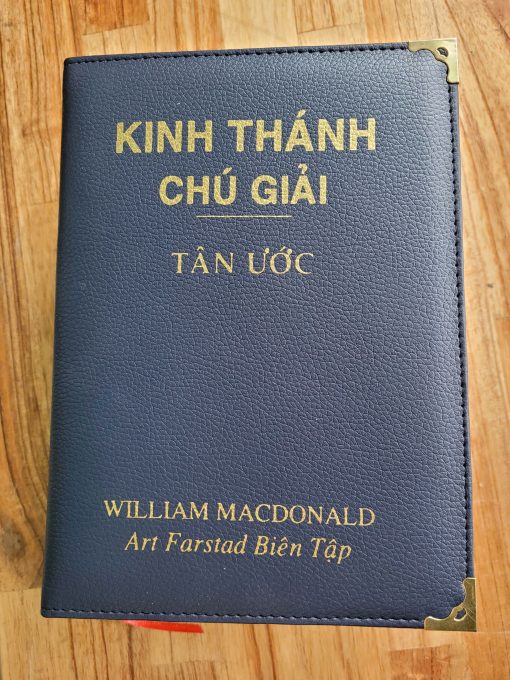 KINH THÁNH
CHÚ GIẢI
TÂN ƯỚC
WILLIAM MACDONALD
Art Farstad Biên Tập